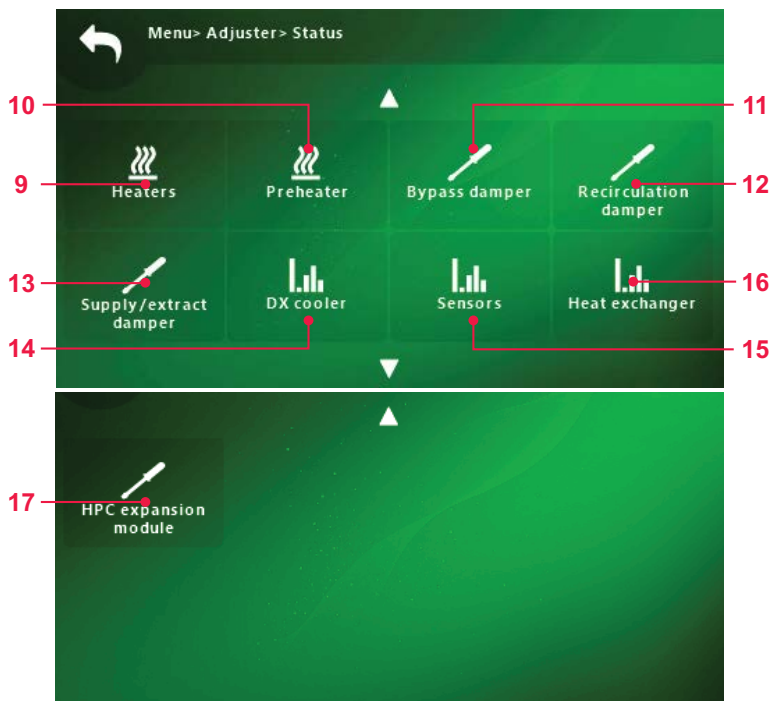 Menu> Adjuster> Status
10
11
9
Heaters
Preheater
Bypass damper
Recirculation
damper
12
13
Supply/extract
damper
DX cooler
Sensors
Heat exchanger
16
14
15
17
HPC expansion
module